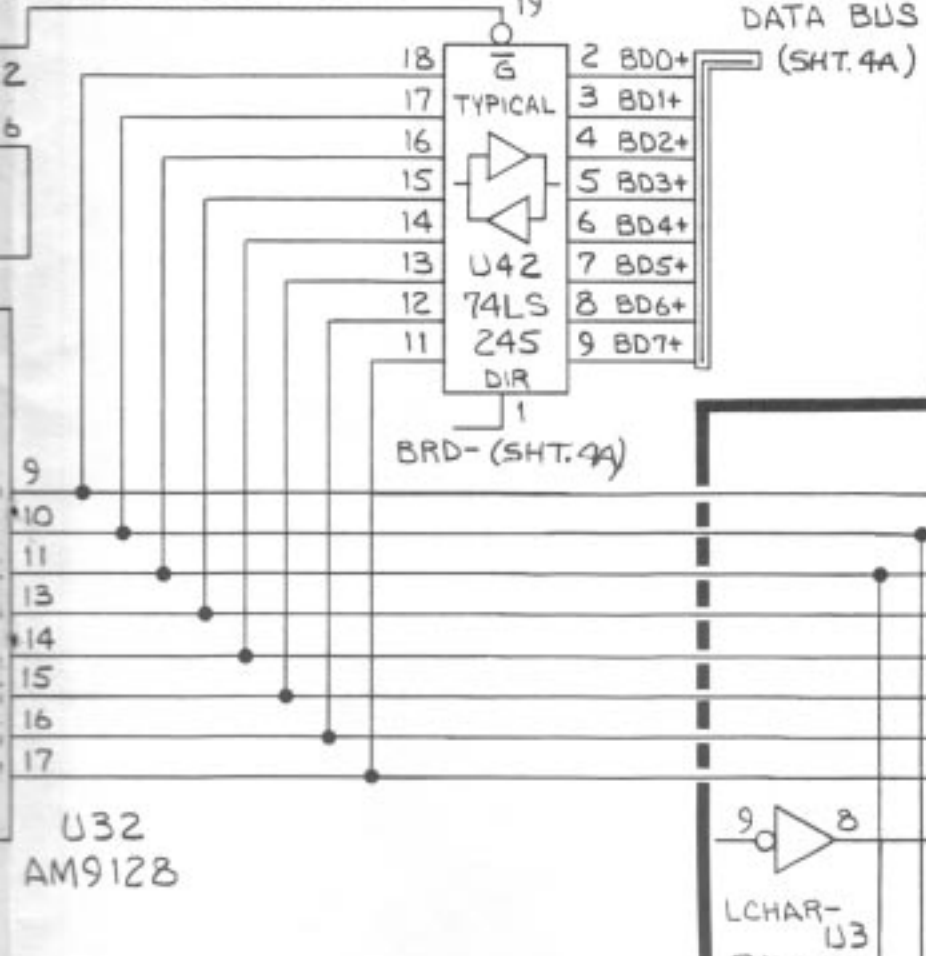 19
DATA BUS
(SHT. 4A)
2
6
18
17
16
15
14
13
12
11
G
TYPICAL
U42
74LS
245
DIR
2 BD0+
3 BD1+
4 BD2+
5 BD3+
6 BD4+
7 BD5+
8 BD6+
9 BD7+
1
BRD- (SHT. 4A)
9
10
11
13
14
15
16
17
U32
AM9128
9
8
LCHAR-
U3